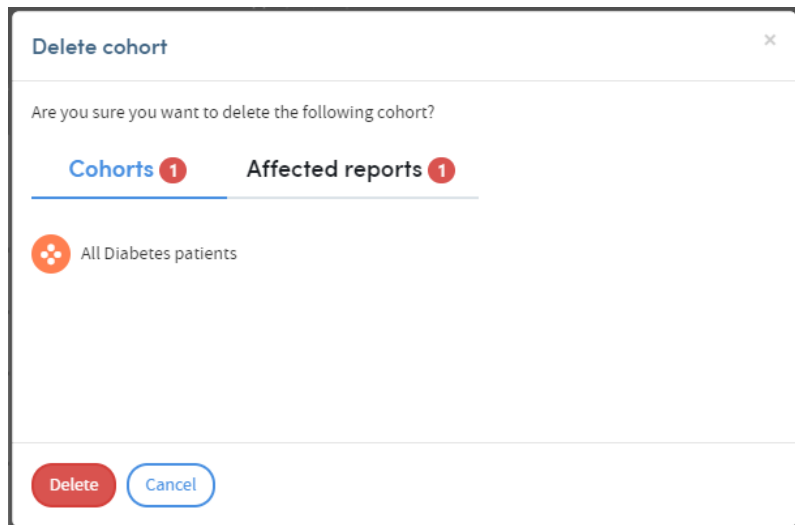 Delete cohort
×
Are you sure you want to delete the following cohort?
Cohorts 1 Affected reports 1
All Diabetes patients
Delete Cancel